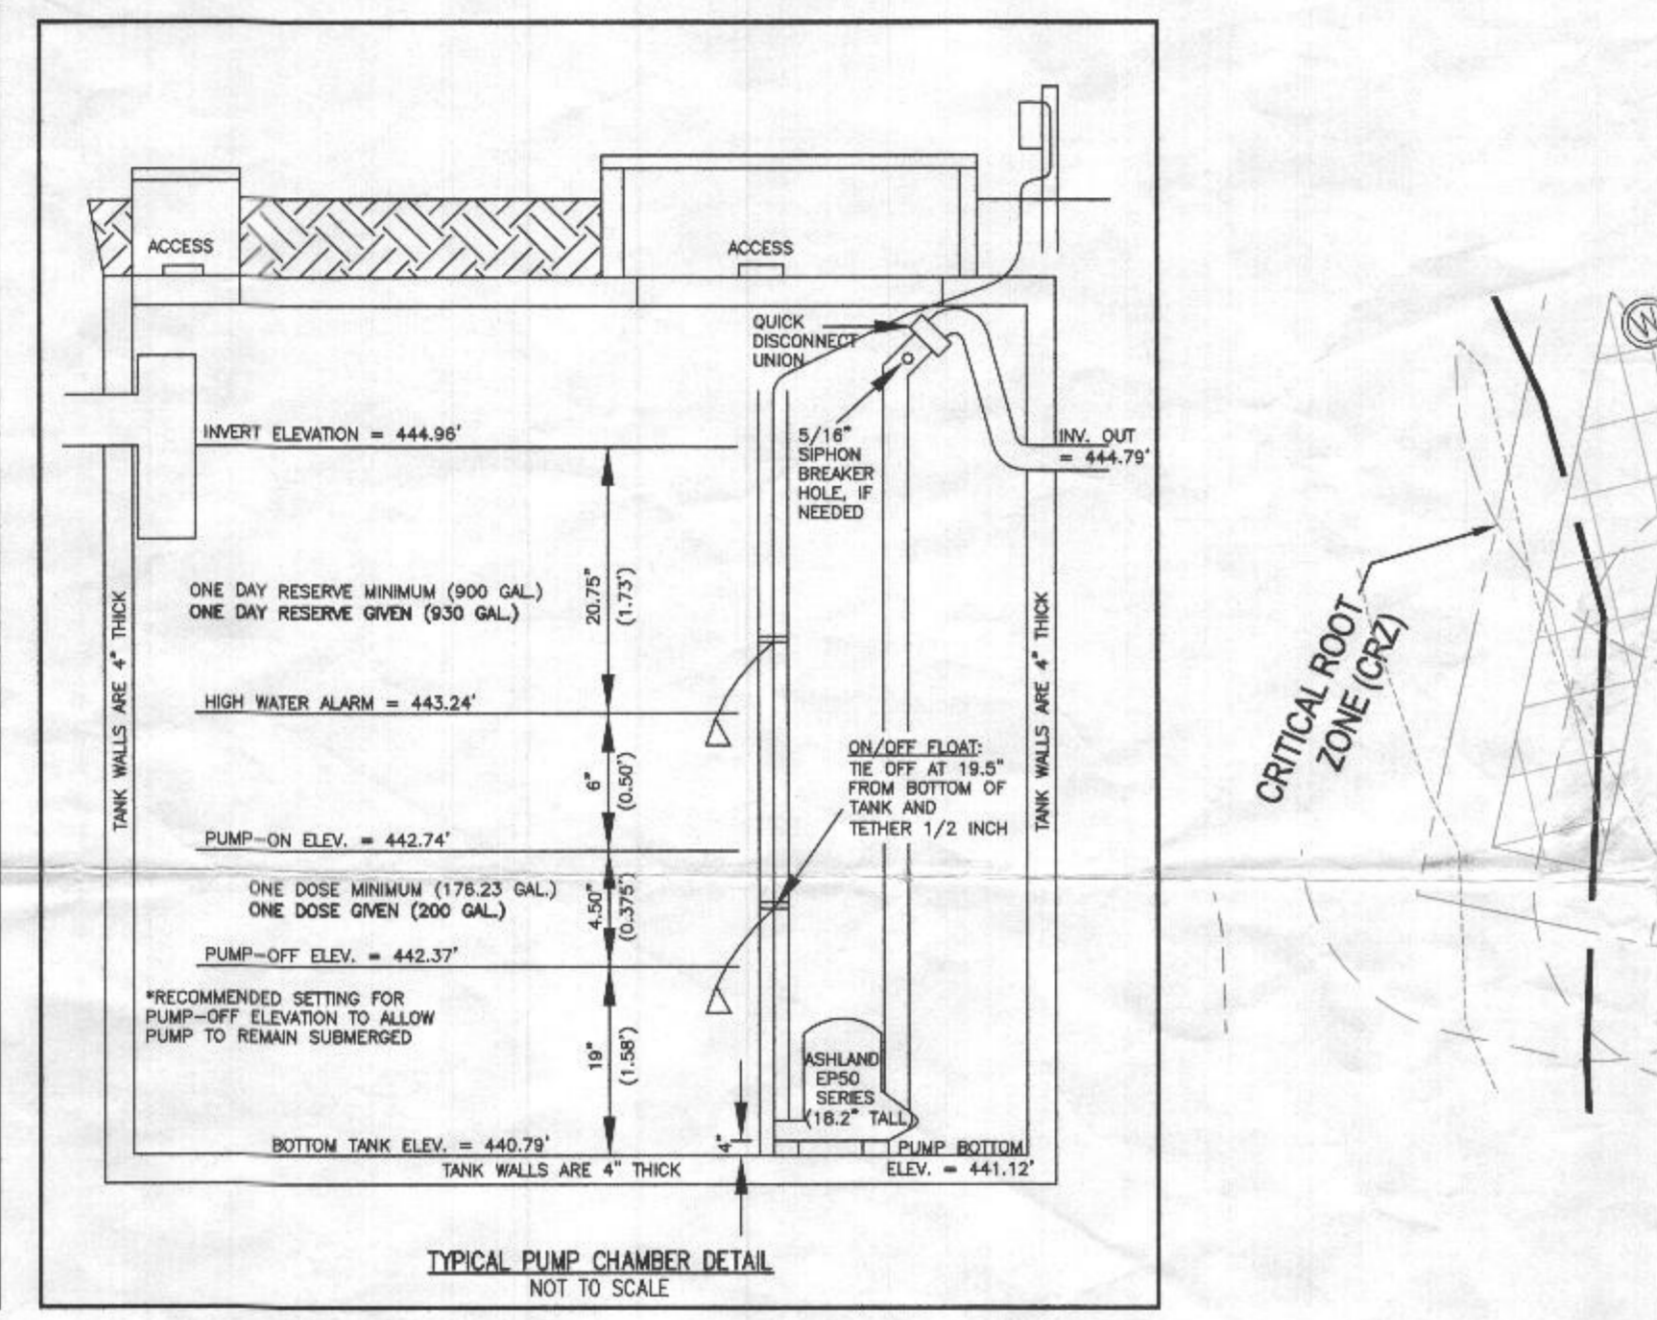 ACCESS
ACCESS
QUICK
DISCONNECT
UNION
INVERT ELEVATION = 444.96'
5/16"
SIPHON
BREAKER
HOLE, IF
NEEDED
INV. OUT
= 444.79'
ONE DAY RESERVE MINIMUM (900 GAL.)
ONE DAY RESERVE GIVEN (930 GAL.)
20.75"
(1.73')
TANK WALLS ARE 4" THICK
TANK WALLS ARE 4" THICK
HIGH WATER ALARM = 443.24'
6"
(0.50')
ON/OFF FLOAT:
TIE OFF AT 19.5"
FROM BOTTOM OF
TANK AND
TETHER 1/2 INCH
PUMP-ON ELEV. = 442.74'
ONE DOSE MINIMUM (176.23 GAL.)
ONE DOSE GIVEN (200 GAL.)
4.50"
(0.375')
PUMP-OFF ELEV. = 442.37'
*RECOMMENDED SETTING FOR
PUMP-OFF ELEVATION TO ALLOW
PUMP TO REMAIN SUBMERGED
19"
(1.58')
ASHLAND
EP50
SERIES
(18.2" TALL)
4"
BOTTOM TANK ELEV. = 440.79'
TANK WALLS ARE 4" THICK
PUMP BOTTOM
ELEV. = 441.12'
TYPICAL PUMP CHAMBER DETAIL
NOT TO SCALE
CRITICAL ROOT
ZONE (CRZ)
W